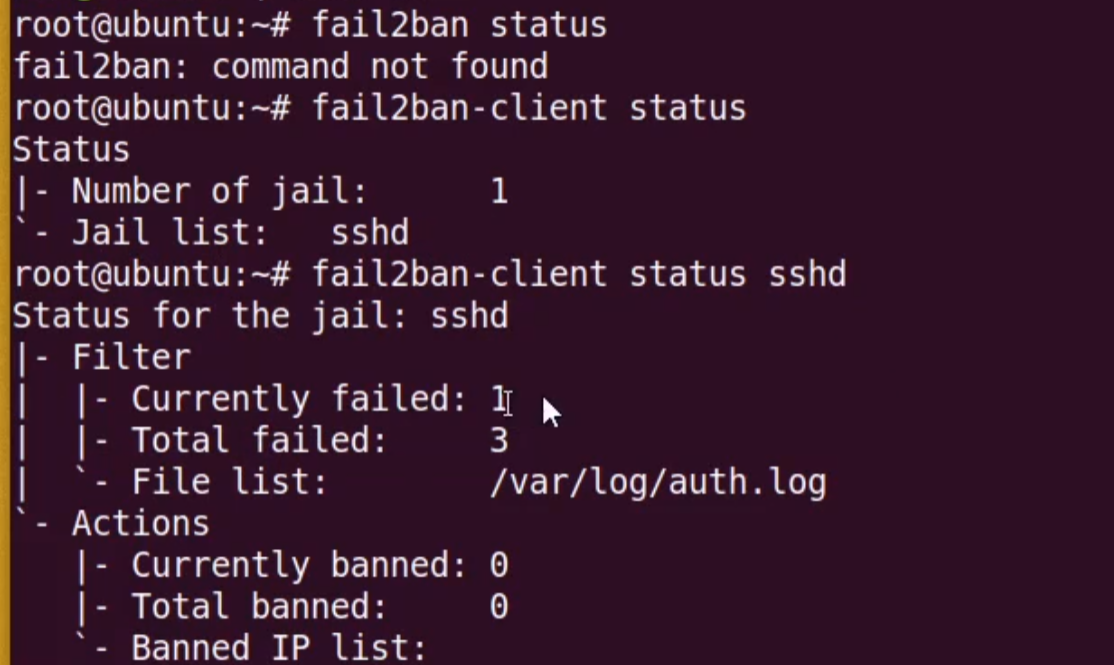 root@ubuntu:~# fail2ban status
fail2ban: command not found
root@ubuntu:~# fail2ban-client status
Status
|- Number of jail:      1
`- Jail list:   sshd
root@ubuntu:~# fail2ban-client status sshd
Status for the jail: sshd
|- Filter
|  |- Currently failed: 1
|  |- Total failed:     3
|  `- File list:        /var/log/auth.log
`- Actions
   |- Currently banned: 0
   |- Total banned:     0
   `- Banned IP list: